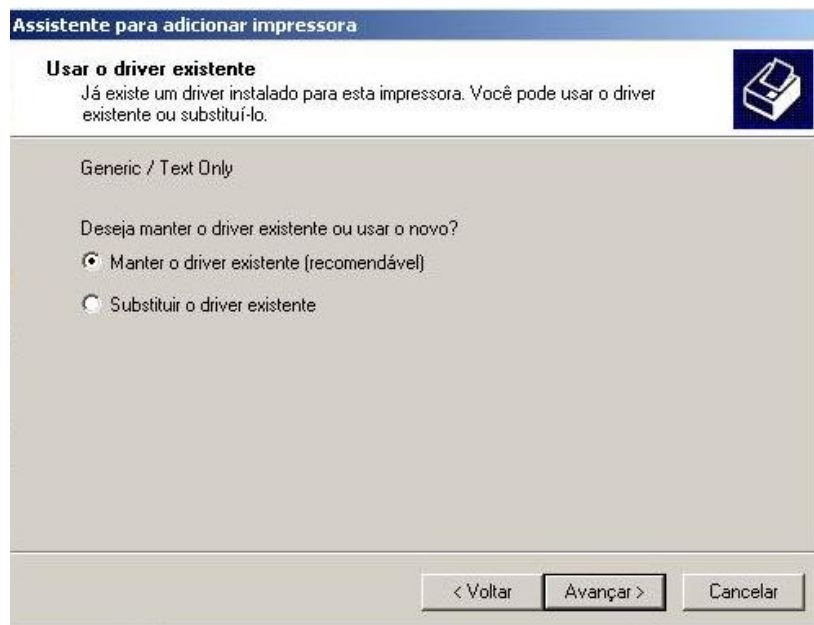 Assistente para adicionar impressora
Usar o driver existente
Já existe um driver instalado para esta impressora. Você pode usar o driver
existente ou substituí-lo.
Generic / Text Only
Deseja manter o driver existente ou usar o novo?
Manter o driver existente (recomendável)
Substituir o driver existente
< Voltar
Avançar >
Cancelar